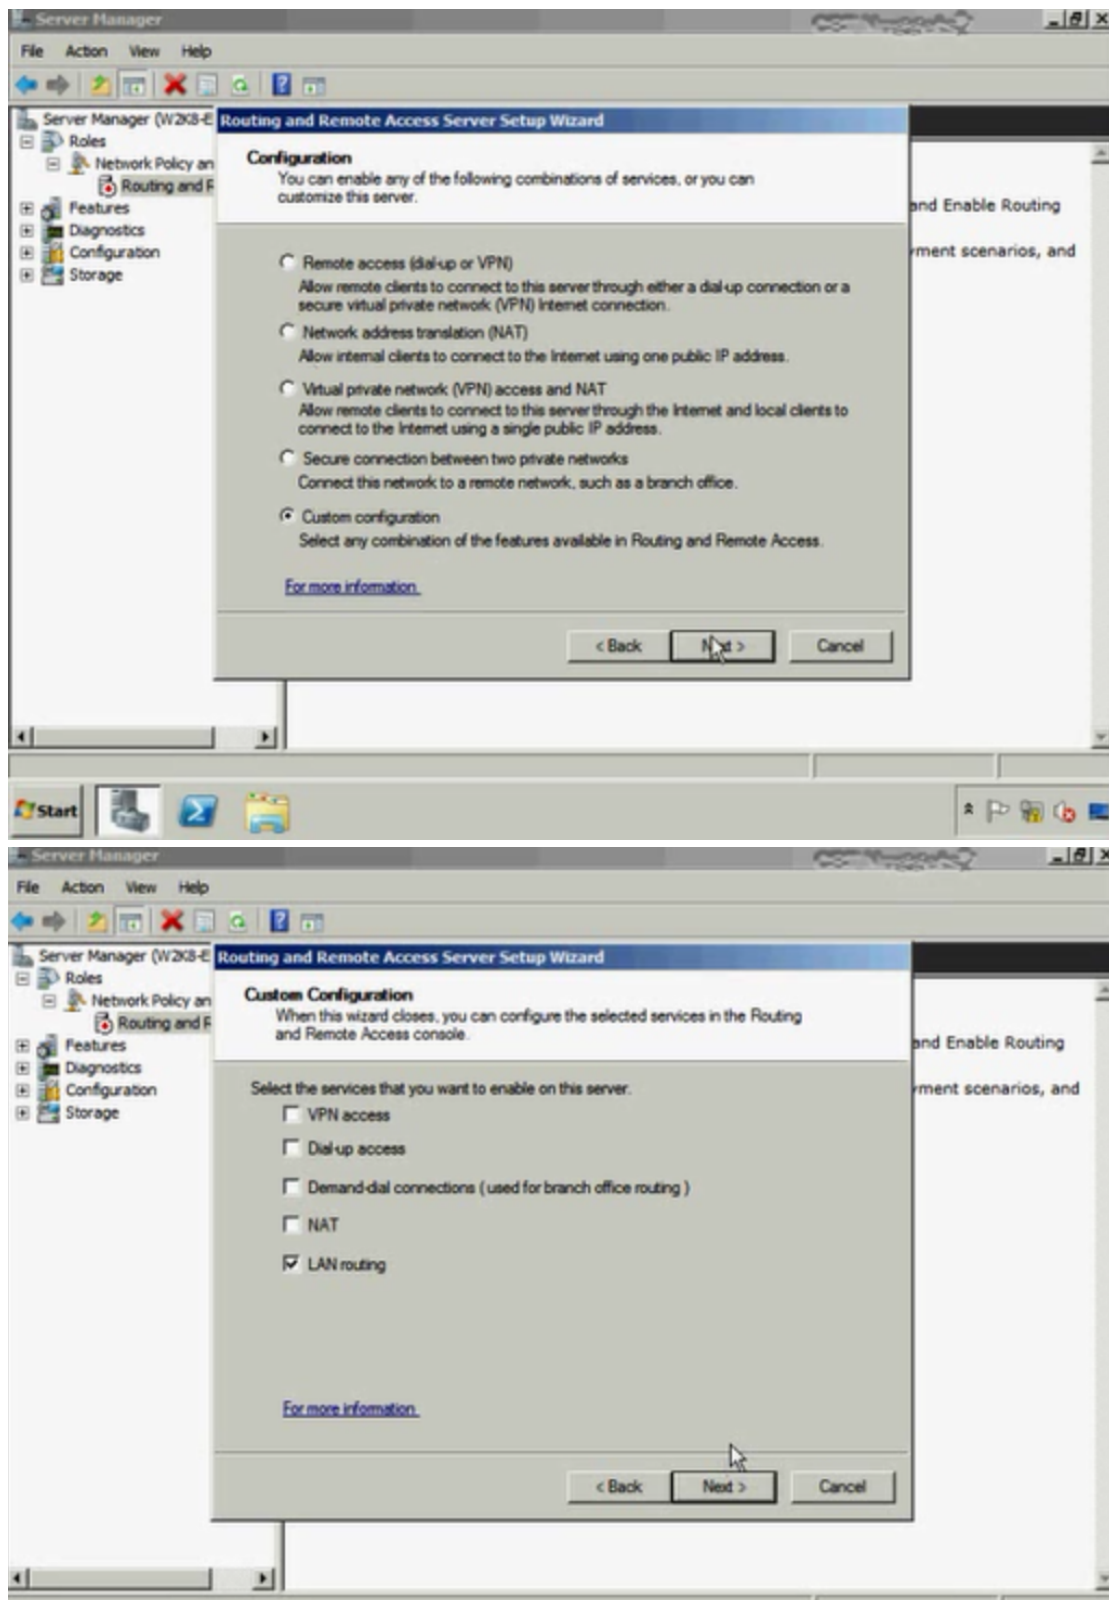 Server Manager
File Action View Help
Server Manager (W2K8-E
Roles
Network Policy an
Routing and R
Features
Diagnostics
Configuration
Storage
Routing and Remote Access Server Setup Wizard
Configuration
You can enable any of the following combinations of services, or you can
customize this server.
Remote access (dial-up or VPN)
Allow remote clients to connect to this server through either a dial-up connection or a
secure virtual private network (VPN) Internet connection.
Network address translation (NAT)
Allow internal clients to connect to the Internet using one public IP address.
Virtual private network (VPN) access and NAT
Allow remote clients to connect to this server through the Internet and local clients to
connect to the Internet using a single public IP address.
Secure connection between two private networks
Connect this network to a remote network, such as a branch office.
Custom configuration
Select any combination of the features available in Routing and Remote Access.
For more information
< Back Next > Cancel
and Enable Routing
ment scenarios, and
Start
Server Manager
File Action View Help
Server Manager (W2K8-E
Roles
Network Policy an
Routing and R
Features
Diagnostics
Configuration
Storage
Routing and Remote Access Server Setup Wizard
Custom Configuration
When this wizard closes, you can configure the selected services in the Routing
and Remote Access console.
Select the services that you want to enable on this server.
VPN access
Dial-up access
Demand-dial connections (used for branch office routing)
NAT
LAN routing
For more information
< Back Next > Cancel
and Enable Routing
ment scenarios, and